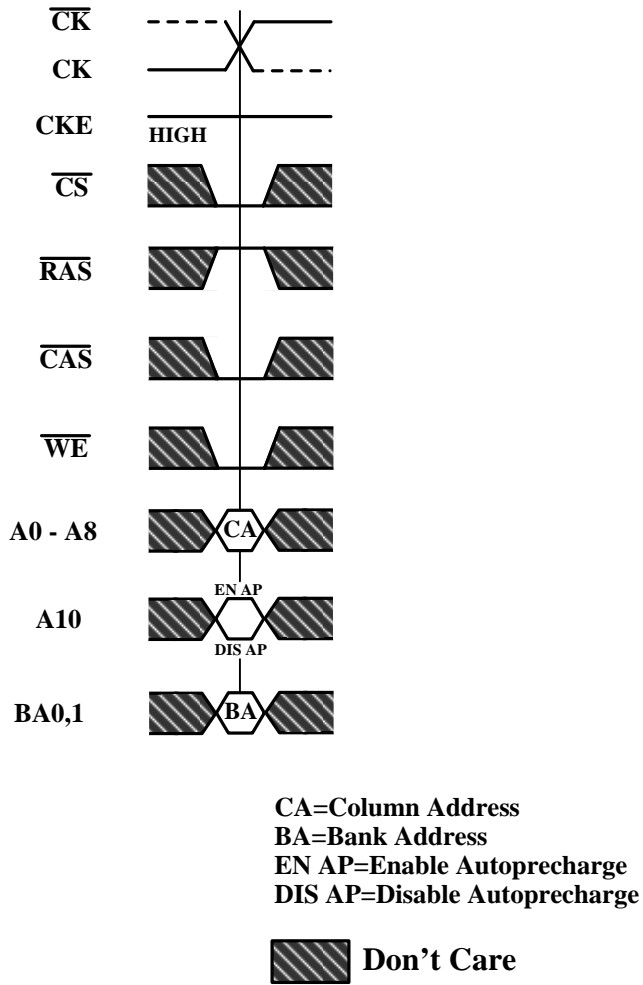 CK
CK
CKE
HIGH
CS
RAS
CAS
WE
A0 - A8
CA
EN AP
A10
DIS AP
BA0,1
BA
CA=Column Address
BA=Bank Address
EN AP=Enable Autoprecharge
DIS AP=Disable Autoprecharge
Don't Care